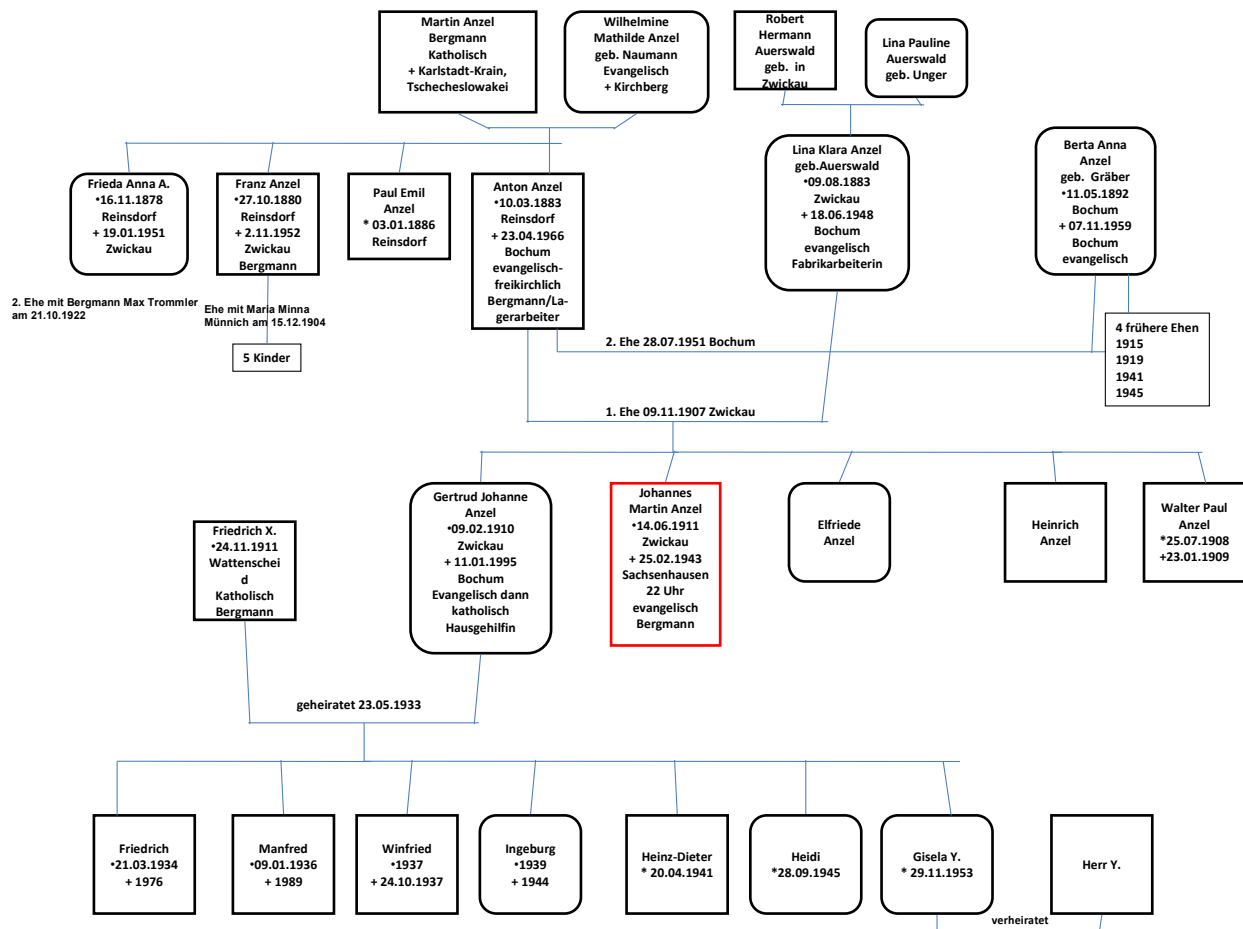 Martin Anzel
Bergmann
Katholisch
+ Karlstadt-Krain,
Tschecheslowakei
Wilhelmine
Mathilde Anzel
geb. Naumann
Evangelisch
+ Kirchberg
Robert
Hermann
Auerswald
geb. in
Zwickau
Lina Pauline
Auerswald
geb. Unger
Frieda Anna A.
•16.11.1878
Reinsdorf
+ 19.01.1951
Zwickau
Franz Anzel
•27.10.1880
Reinsdorf
+ 2.11.1952
Zwickau
Bergmann
Paul Emil
Anzel
* 03.01.1886
Reinsdorf
Anton Anzel
•10.03.1883
Reinsdorf
+ 23.04.1966
Bochum
evangelisch-
freikirchlich
Bergmann/La-
gerarbeiter
Lina Klara Anzel
geb.Auerswald
•09.08.1883
Zwickau
+ 18.06.1948
Bochum
evangelisch
Fabrikarbeiterin
Berta Anna
Anzel
geb. Gräber
•11.05.1892
Bochum
+ 07.11.1959
Bochum
evangelisch
2. Ehe mit Bergmann Max Trommler
am 21.10.1922
Ehe mit Maria Minna
Münnich am 15.12.1904
5 Kinder
2. Ehe 28.07.1951 Bochum
4 frühere Ehen
1915
1919
1941
1945
1. Ehe 09.11.1907 Zwickau
Friedrich X.
•24.11.1911
Wattenschei
d
Katholisch
Bergmann
Gertrud Johanne
Anzel
•09.02.1910
Zwickau
+ 11.01.1995
Bochum
Evangelisch dann
katholisch
Hausgehilfin
Johannes
Martin Anzel
•14.06.1911
Zwickau
+ 25.02.1943
Sachsenhausen
22 Uhr
evangelisch
Bergmann
Elfriede
Anzel
Heinrich
Anzel
Walter Paul
Anzel
*25.07.1908
+23.01.1909
geheiratet 23.05.1933
Friedrich
•21.03.1934
+ 1976
Manfred
•09.01.1936
+ 1989
Winfried
•1937
+ 24.10.1937
Ingeburg
•1939
+ 1944
Heinz-Dieter
* 20.04.1941
Heidi
*28.09.1945
Gisela Y.
* 29.11.1953
Herr Y.
verheiratet